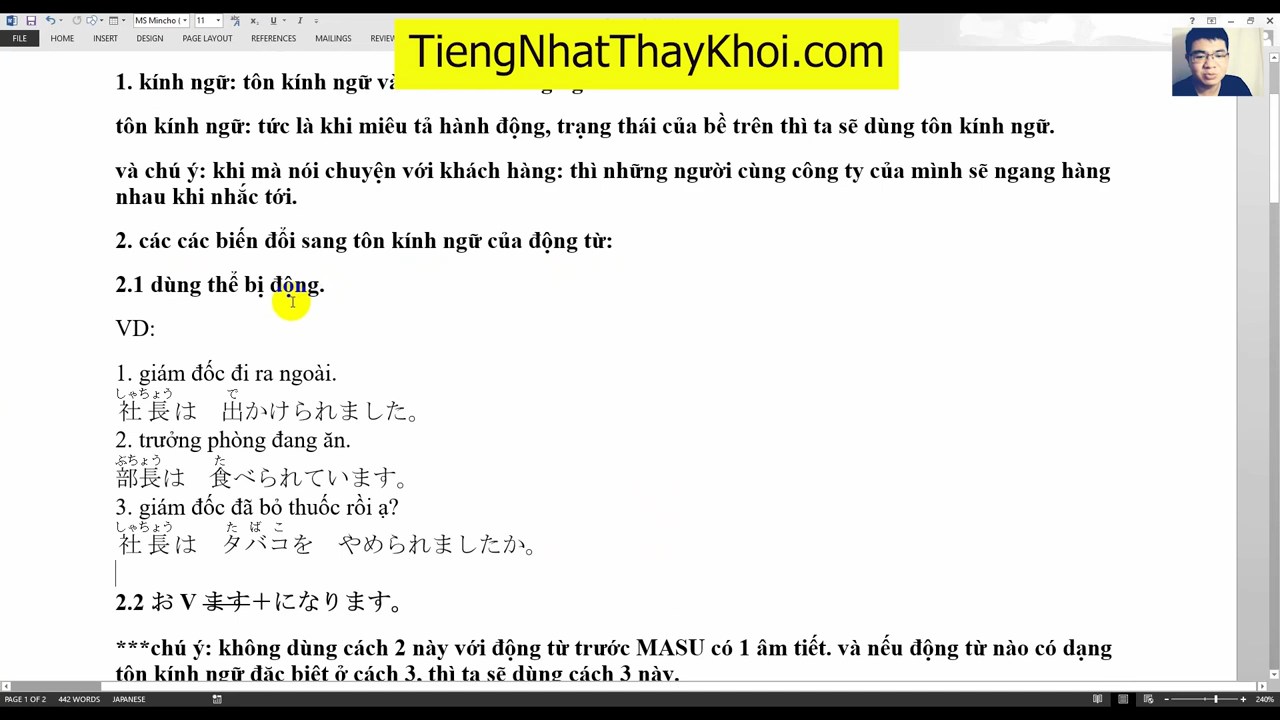 MS Mincho
11
FILE HOME INSERT DESIGN PAGE LAYOUT REFERENCES MAILINGS
TiengNhatThayKhoi.com
1. kính ngữ: tôn kính ngữ và
tôn kính ngữ: tức là khi miêu tả hành động, trạng thái của bề trên thì ta sẽ dùng tôn kính ngữ.
và chú ý: khi mà nói chuyện với khách hàng: thì những người cùng công ty của mình sẽ ngang hàng
nhau khi nhắc tới.
2. các các biến đổi sang tôn kính ngữ của động từ:
2.1 dùng thể bị động.
VD:
1. giám đốc đi ra ngoài.
しゃちょう で
社長は 出かけられました。
2. trưởng phòng đang ăn.
ぶちょう た
部長は 食べられています。
3. giám đốc đã bỏ thuốc rồi ạ?
しゃちょう たばこ
社長は タバコを やめられましたか。
2.2 お V ます+になります。
***chú ý: không dùng cách 2 này với động từ trước MASU có 1 âm tiết. và nếu động từ nào có dạng
tôn kính ngữ đặc biệt ở cách 3, thì ta sẽ dùng cách 3 này.
PAGE 1 OF 2 442 WORDS JAPANESE 240%